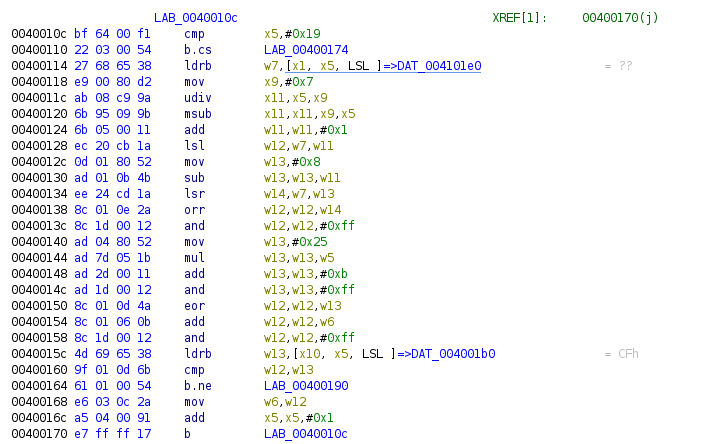 LAB_0040010c XREF[1]: 00400170(j)
0040010c bf 64 00 f1 cmp x5,#0x19
00400110 22 03 00 54 b.cs LAB_00400174
00400114 27 68 65 38 ldrb w7,[x1, x5, LSL ]=>DAT_004101e0 = ??
00400118 e9 00 80 d2 mov x9,#0x7
0040011c ab 08 c9 9a udiv x11,x5,x9
00400120 6b 95 09 9b msub x11,x11,x9,x5
00400124 6b 05 00 11 add w11,w11,#0x1
00400128 ec 20 cb 1a lsl w12,w7,w11
0040012c 0d 01 80 52 mov w13,#0x8
00400130 ad 01 0b 4b sub w13,w13,w11
00400134 ee 24 cd 1a lsr w14,w7,w13
00400138 8c 01 0e 2a orr w12,w12,w14
0040013c 8c 1d 00 12 and w12,w12,#0xff
00400140 ad 04 80 52 mov w13,#0x25
00400144 ad 7d 05 1b mul w13,w13,w5
00400148 ad 2d 00 11 add w13,w13,#0xb
0040014c ad 1d 00 12 and w13,w13,#0xff
00400150 8c 01 0d 4a eor w12,w12,w13
00400154 8c 01 06 0b add w12,w12,w6
00400158 8c 1d 00 12 and w12,w12,#0xff
0040015c 4d 69 65 38 ldrb w13,[x10, x5, LSL ]=>DAT_004001b0 = CFh
00400160 9f 01 0d 6b cmp w12,w13
00400164 61 01 00 54 b.ne LAB_00400190
00400168 e6 03 0c 2a mov w6,w12
0040016c a5 04 00 91 add x5,x5,#0x1
00400170 e7 ff ff 17 b LAB_0040010c